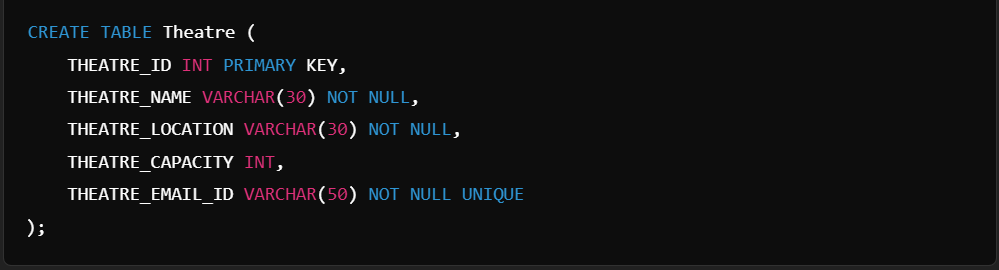 CREATE TABLE Theatre (
    THEATRE_ID INT PRIMARY KEY,
    THEATRE_NAME VARCHAR(30) NOT NULL,
    THEATRE_LOCATION VARCHAR(30) NOT NULL,
    THEATRE_CAPACITY INT,
    THEATRE_EMAIL_ID VARCHAR(50) NOT NULL UNIQUE
);